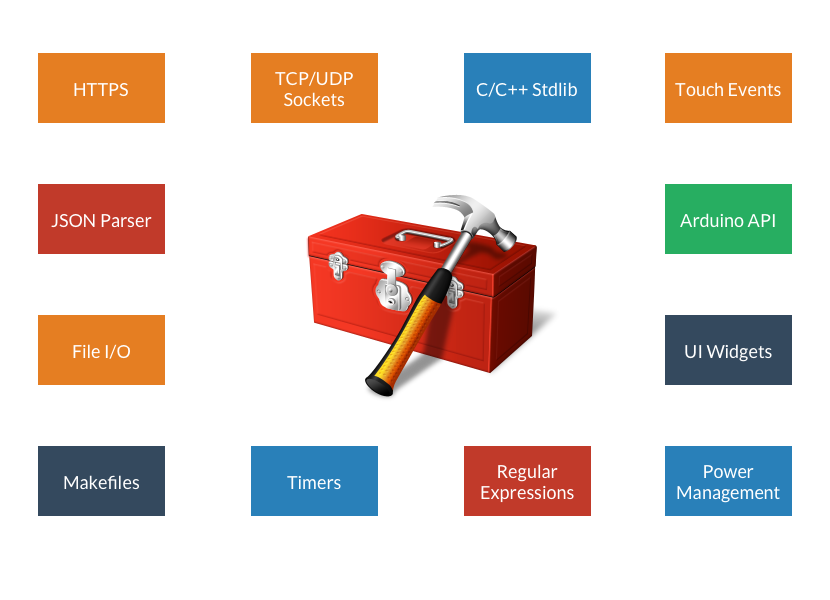 HTTPS
TCP/UDP
Sockets
C/C++ Stdlib
Touch Events
JSON Parser
Arduino API
File I/O
UI Widgets
Makefiles
Timers
Regular
Expressions
Power
Management